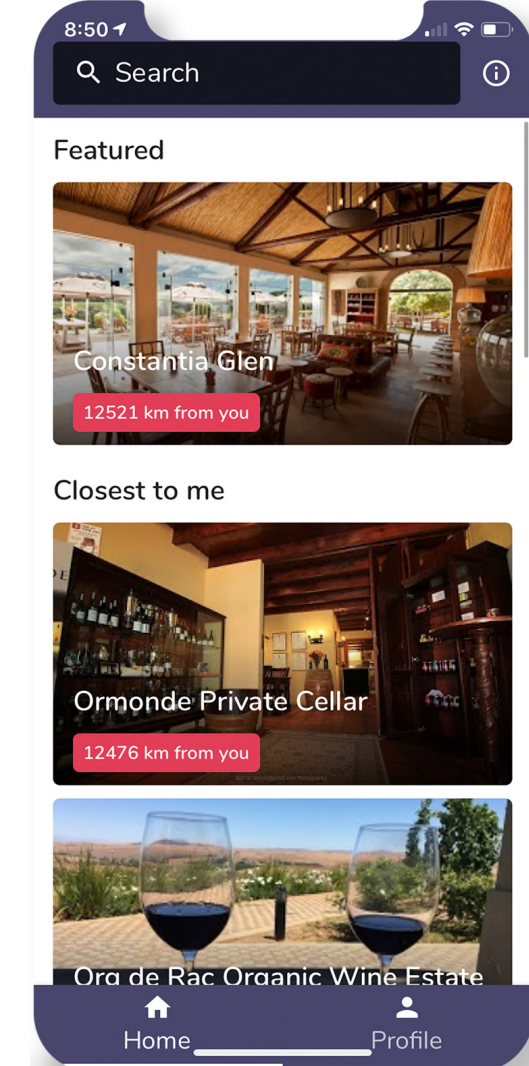 8:50
Search
Featured
Constantia Glen
12521 km from you
Closest to me
Ormonde Private Cellar
12476 km from you
Org de Rac Organic Wine Estate
Home
Profile